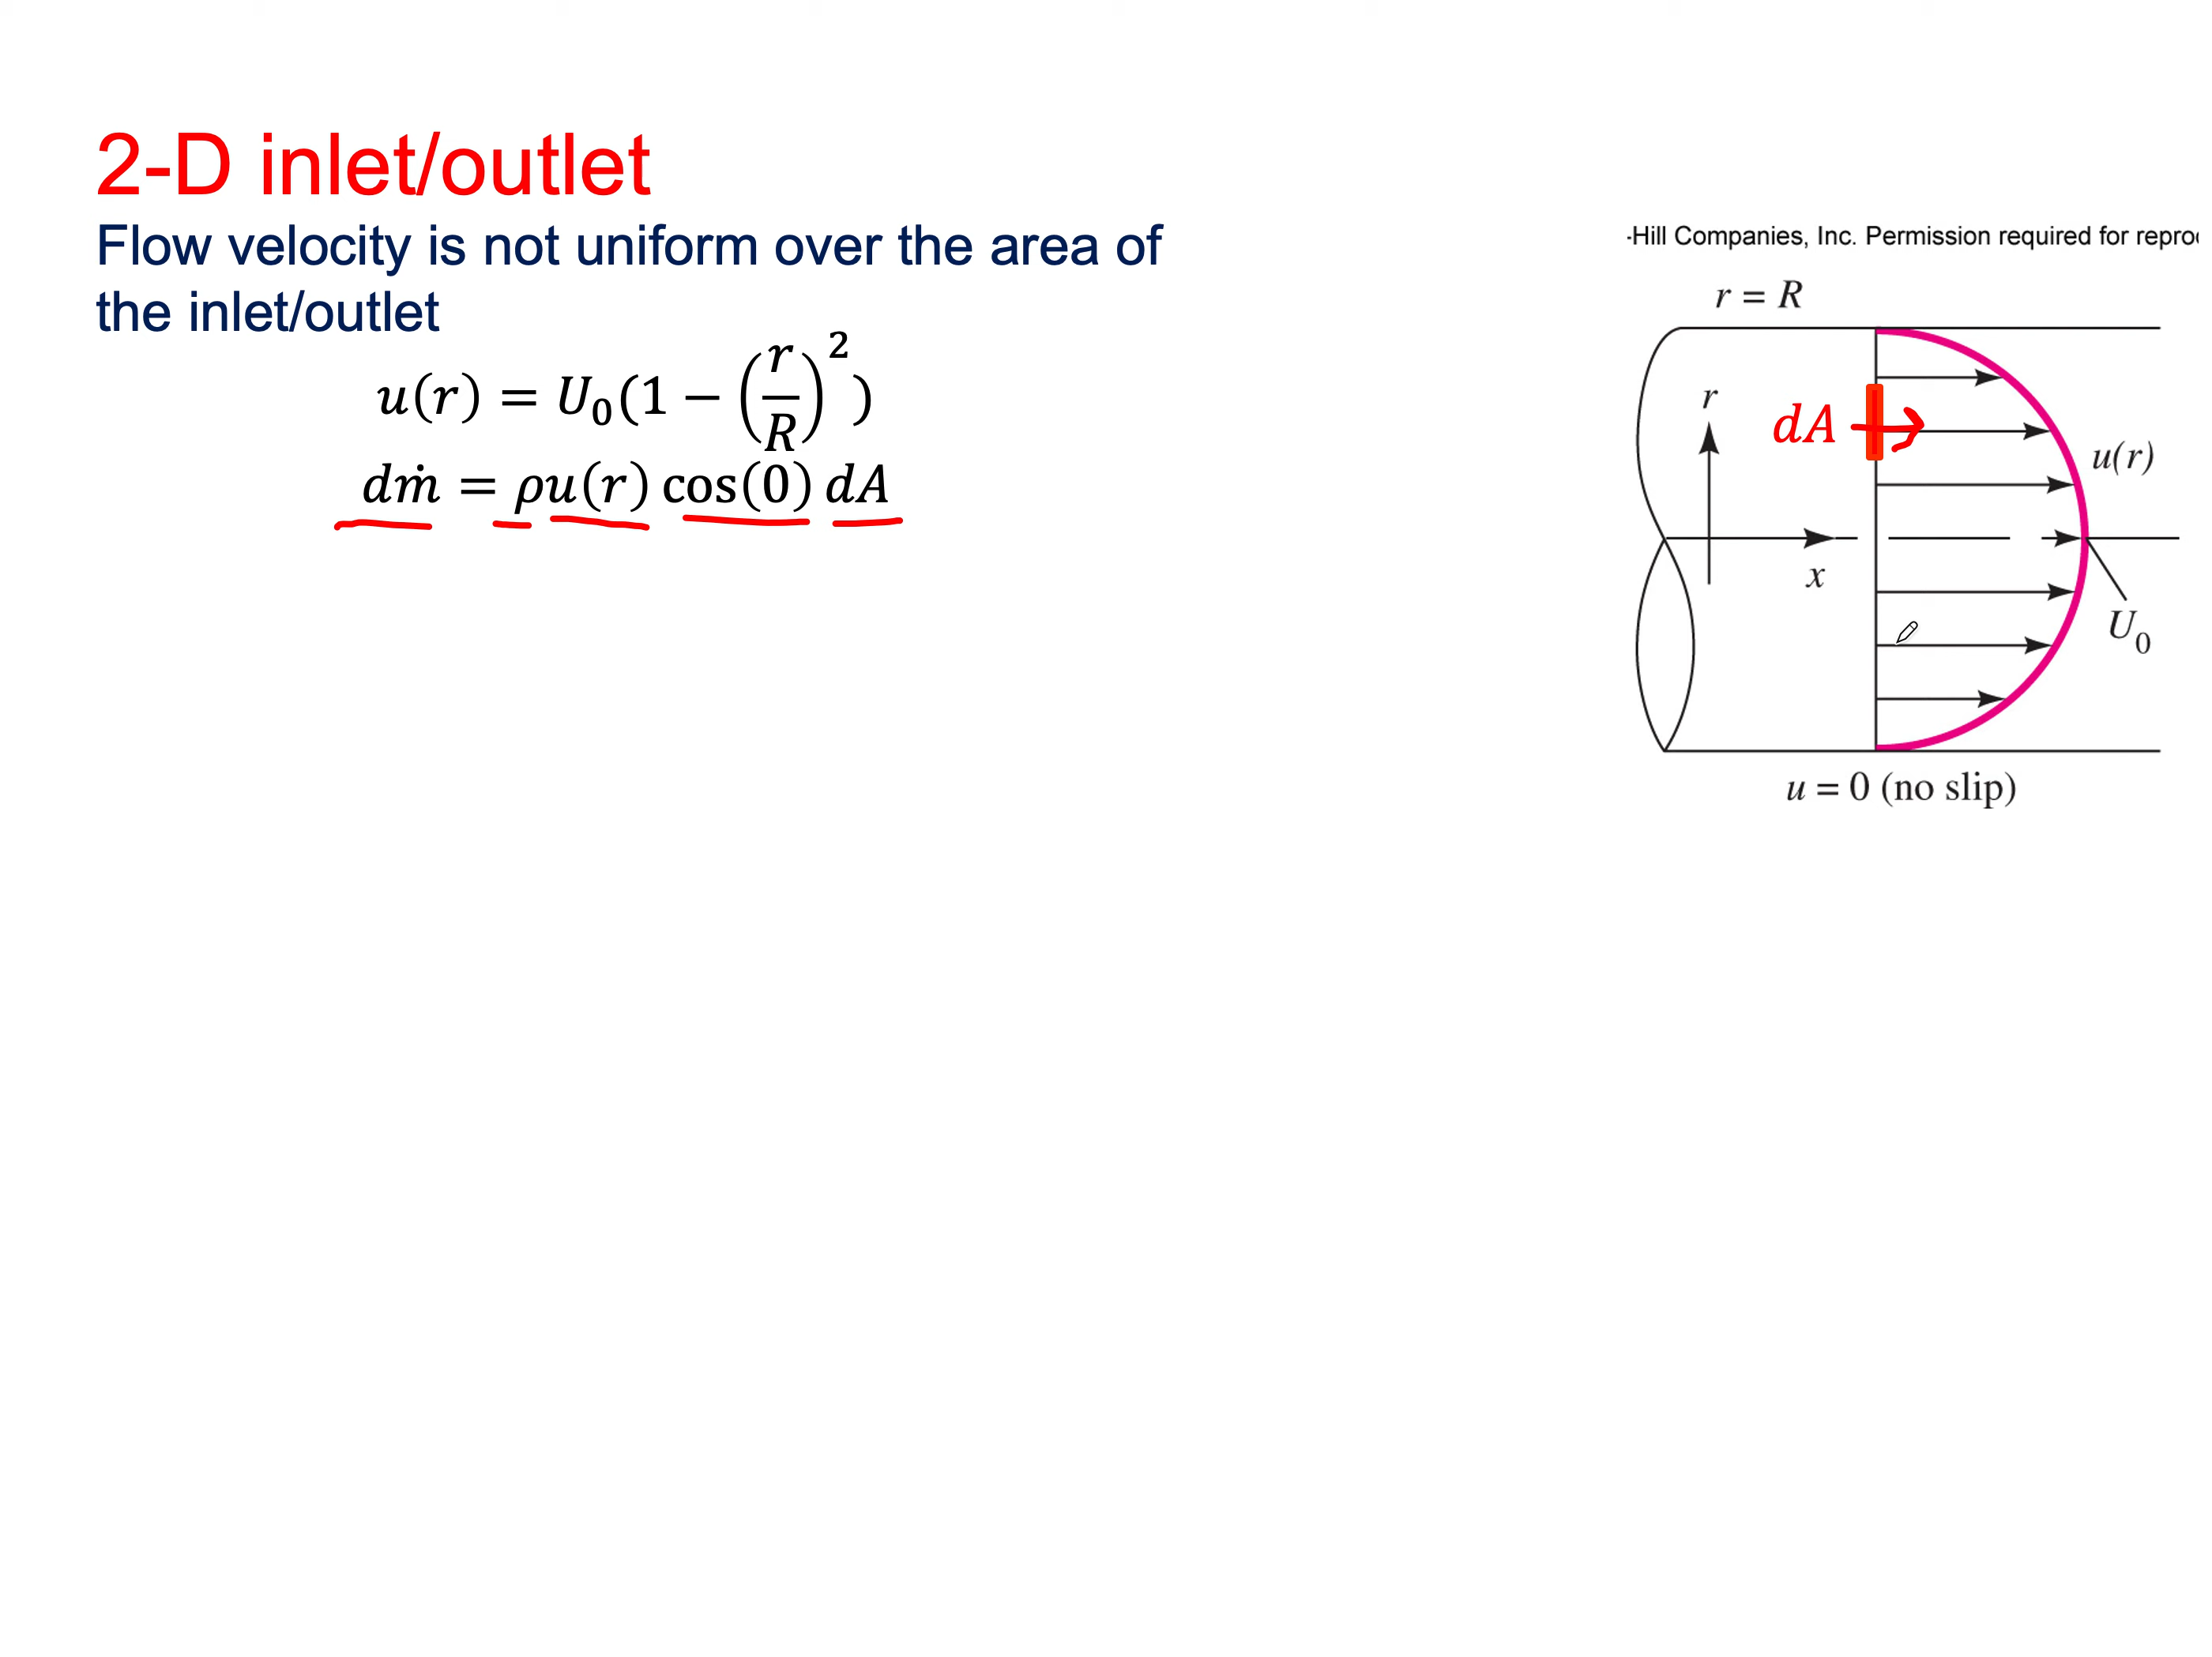 2-D inlet/outlet
Flow velocity is not uniform over the area of
the inlet/outlet
u(r) = U₀(1 − (r/R)²)
dṁ = ρu(r) cos(0) dA
-Hill Companies, Inc. Permission required for repro
r = R
r
dA
u(r)
x
U₀
u = 0 (no slip)